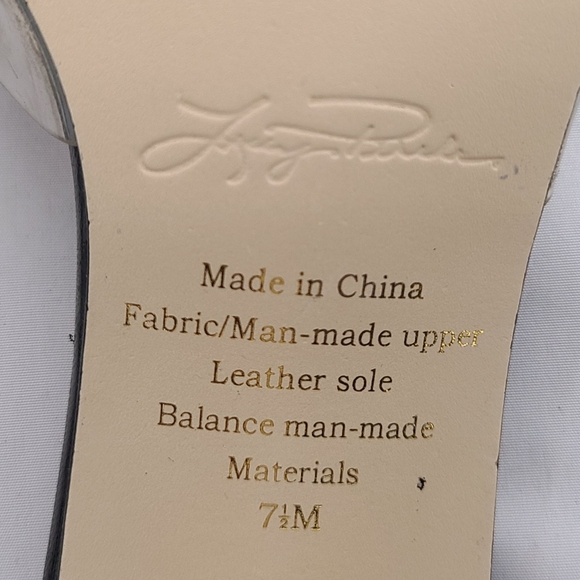 Made in China
Fabric/Man-made upper
Leather sole
Balance man-made
Materials
7½M